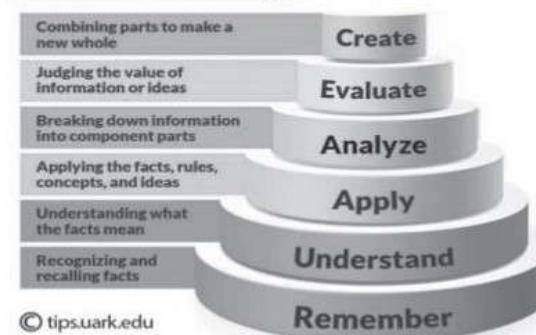 Combining parts to make a
new whole
Create
Judging the value of
information or ideas
Evaluate
Breaking down information
into component parts
Analyze
Applying the facts, rules,
concepts, and ideas
Apply
Understanding what
the facts mean
Understand
Recognizing and
recalling facts
Remember
© tips.uark.edu